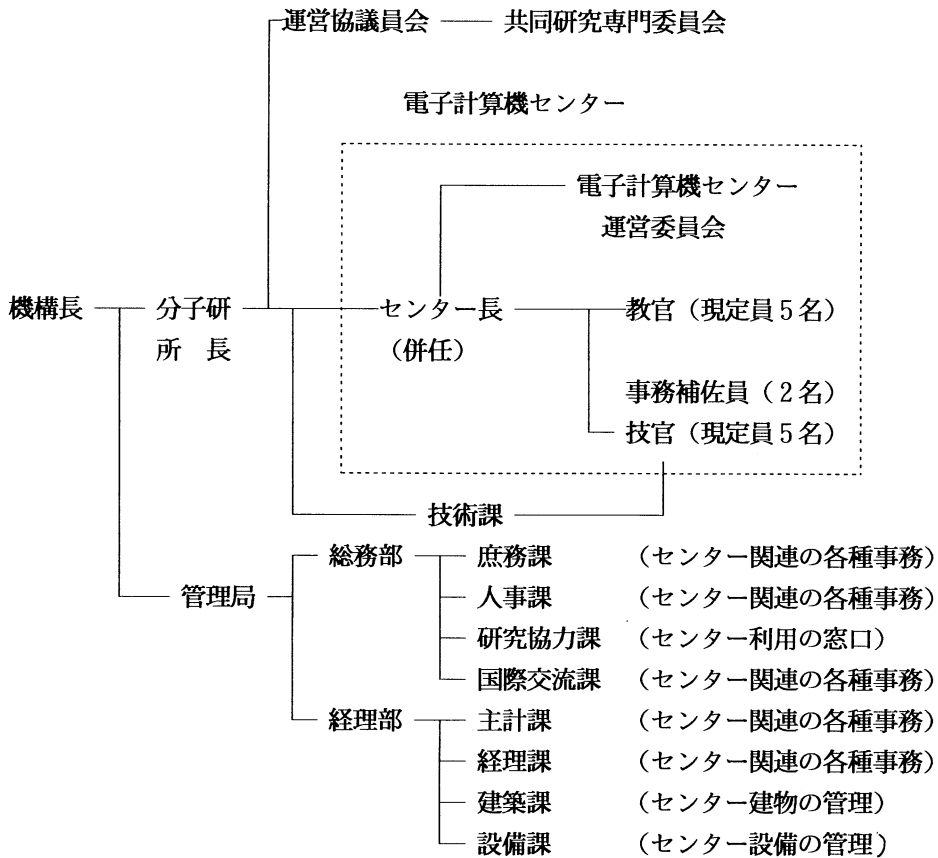 運営協議員会 共同研究専門委員会
電子計算機センター
電子計算機センター
運営委員会
機構長 分子研 センター長 教官（現定員５名）
所 長 （併任）
事務補佐員（２名）
技官（現定員５名）
技術課
総務部 庶務課 （センター関連の各種事務）
管理局 人事課 （センター関連の各種事務）
研究協力課 （センター利用の窓口）
国際交流課 （センター関連の各種事務）
経理部 主計課 （センター関連の各種事務）
経理課 （センター関連の各種事務）
建築課 （センター建物の管理）
設備課 （センター設備の管理）